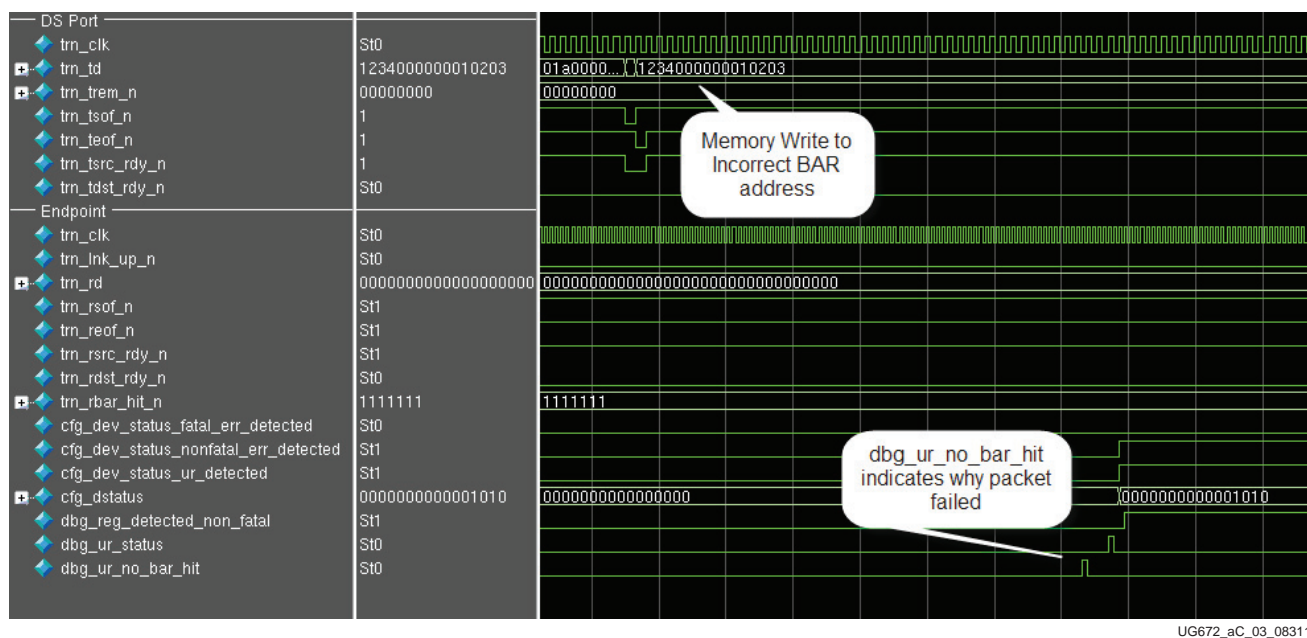 DS Port
trn_clk St0
trn_td 1234000000010203 01a0000... 1234000000010203
trn_trem_n 00000000 00000000
trn_tsof_n 1
trn_teof_n 1
trn_tsrc_rdy_n 1
trn_tdst_rdy_n St0
Memory Write to
Incorrect BAR
address
Endpoint
trn_clk St0
trn_lnk_up_n St0
trn_rd 00000000000000000000 00000000000000000000000000000000
trn_rsof_n St1
trn_reof_n St1
trn_rsrc_rdy_n St1
trn_rdst_rdy_n St0
trn_rbar_hit_n 1111111 1111111
cfg_dev_status_fatal_err_detected St0
cfg_dev_status_nonfatal_err_detected St1
cfg_dev_status_ur_detected St1
cfg_dstatus 0000000000001010 0000000000000000 0000000000001010
dbg_reg_detected_non_fatal St1
dbg_ur_status St0
dbg_ur_no_bar_hit St0
dbg_ur_no_bar_hit
indicates why packet
failed
UG672_aC_03_08311